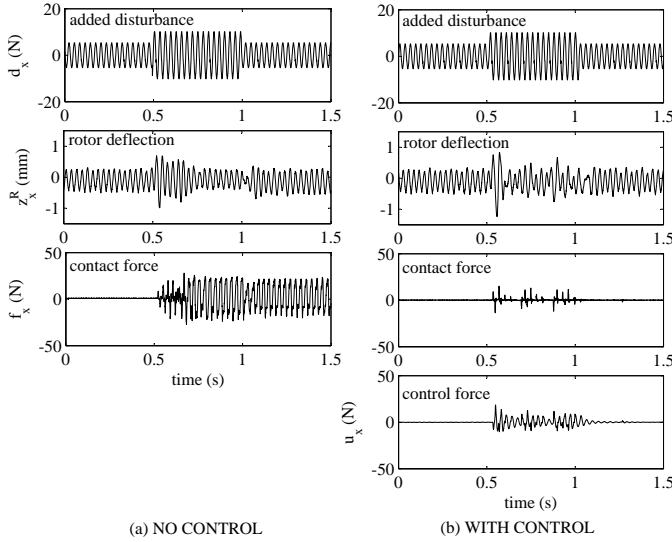 added disturbance
20
0
-20
d_x (N)
0 0.5 1 1.5
rotor deflection
1
0
-1
z_x^R (mm)
0 0.5 1 1.5
contact force
50
0
-50
f_x (N)
0 0.5 1 1.5
time (s)
(a) NO CONTROL
added disturbance
20
0
-20
0 0.5 1 1.5
rotor deflection
1
0
-1
0 0.5 1 1.5
contact force
50
0
-50
0 0.5 1 1.5
control force
50
0
-50
u_x (N)
0 0.5 1 1.5
time (s)
(b) WITH CONTROL